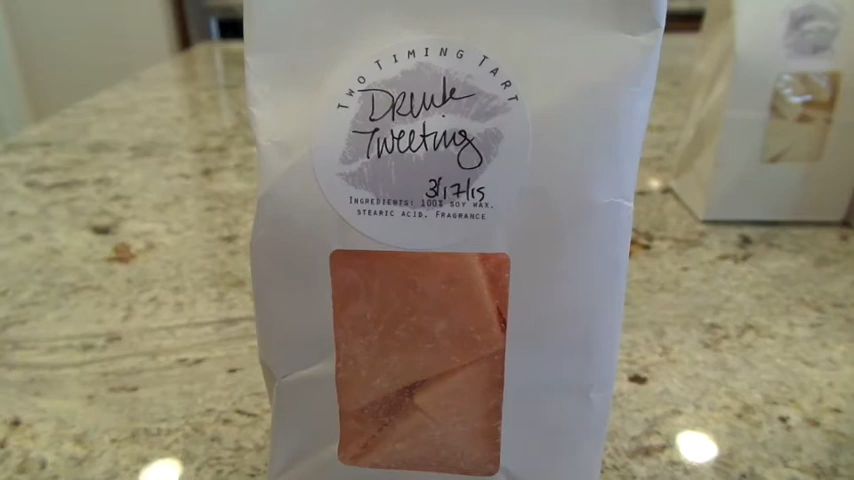 Two Timing Tart
Drunk
Tweeting
3/17/15
Ingredients: 100% soy wax,
stearic acid, Fragrance